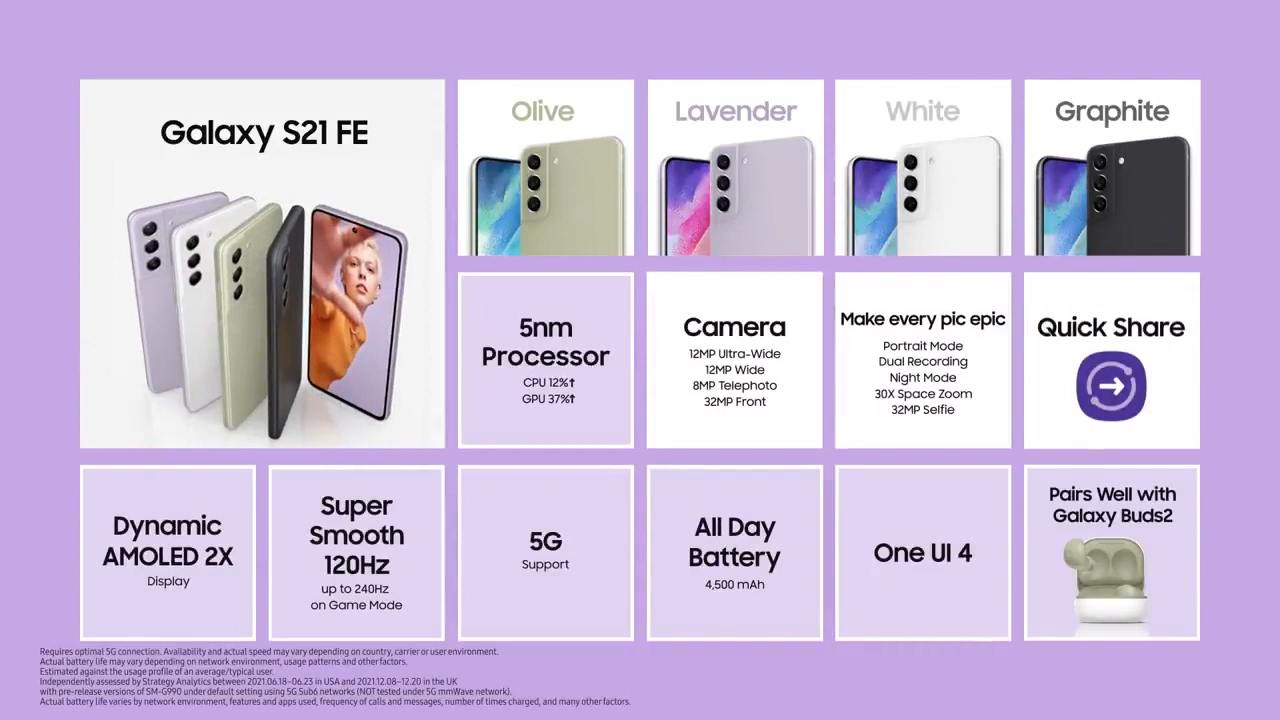 Galaxy S21 FE
Olive
Lavender
White
Graphite
5nm
Processor
CPU 12%↑
GPU 37%↑
Camera
12MP Ultra-Wide
12MP Wide
8MP Telephoto
32MP Front
Make every pic epic
Portrait Mode
Dual Recording
Night Mode
30X Space Zoom
32MP Selfie
Quick Share
Dynamic
AMOLED 2X
Display
Super
Smooth
120Hz
up to 240Hz
on Game Mode
5G
Support
All Day
Battery
4,500 mAh
One UI 4
Pairs Well with
Galaxy Buds2
Requires optimal 5G connection. Availability and actual speed may vary depending on country, carrier or user environment.
Actual battery life may vary depending on network environment, usage patterns and other factors.
Estimated against the usage profile of an average/typical user.
Independently assessed by Strategy Analytics between 2021.06.18–06.23 in USA and 2021.12.08–12.20 in the UK
with pre-release versions of SM-G990 under default setting using 5G Sub6 networks (NOT tested under 5G mmWave network).
Actual battery life varies by network environment, features and apps used, frequency of calls and messages, number of times charged, and many other factors.